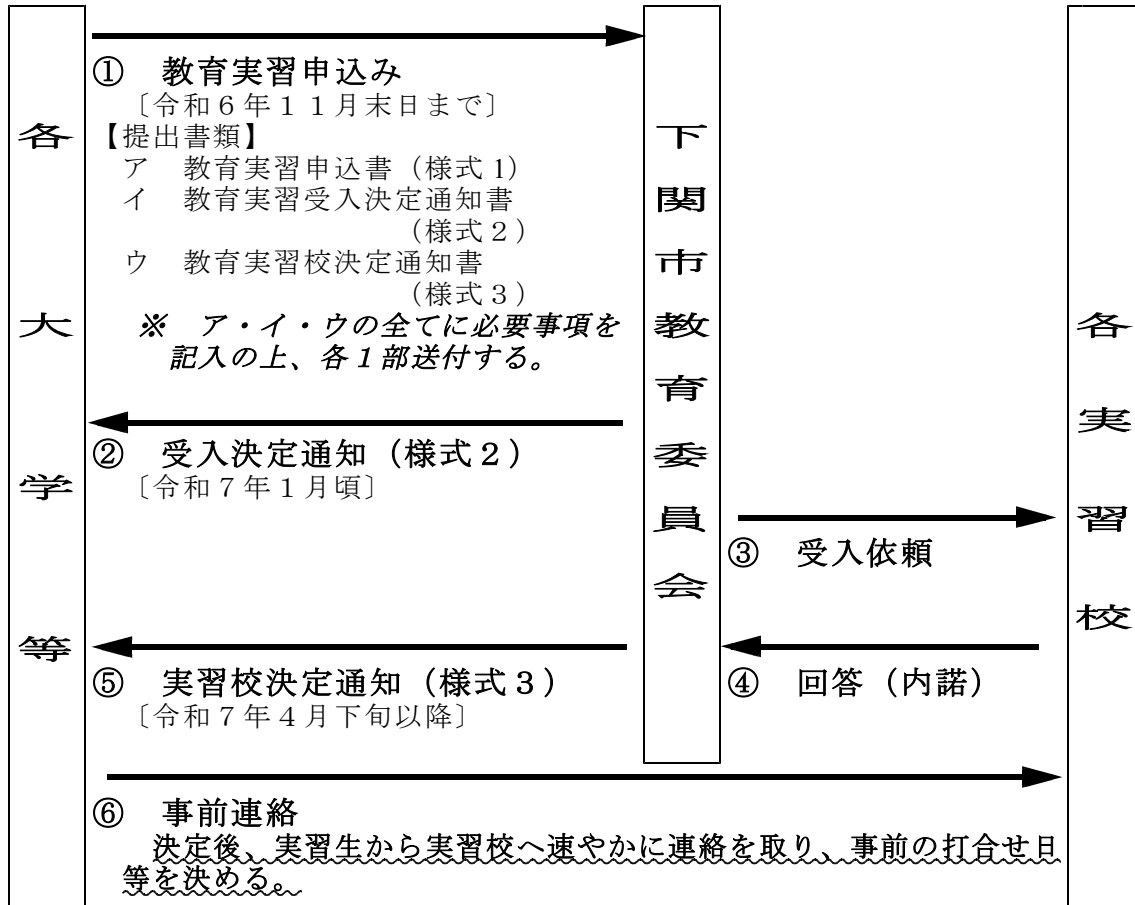 各大学等
① 教育実習申込み
〔令和6年11月末日まで〕
【提出書類】
ア 教育実習申込書(様式1)
イ 教育実習受入決定通知書
(様式2)
ウ 教育実習校決定通知書
(様式3)
※ ア・イ・ウの全てに必要事項を
記入の上、各1部送付する。
② 受入決定通知(様式2)
〔令和7年1月頃〕
下関市教育委員会
③ 受入依頼
各実習校
④ 回答(内諾)
⑤ 実習校決定通知(様式3)
〔令和7年4月下旬以降〕
⑥ 事前連絡
決定後、実習生から実習校へ速やかに連絡を取り、事前の打合せ日
等を決める。